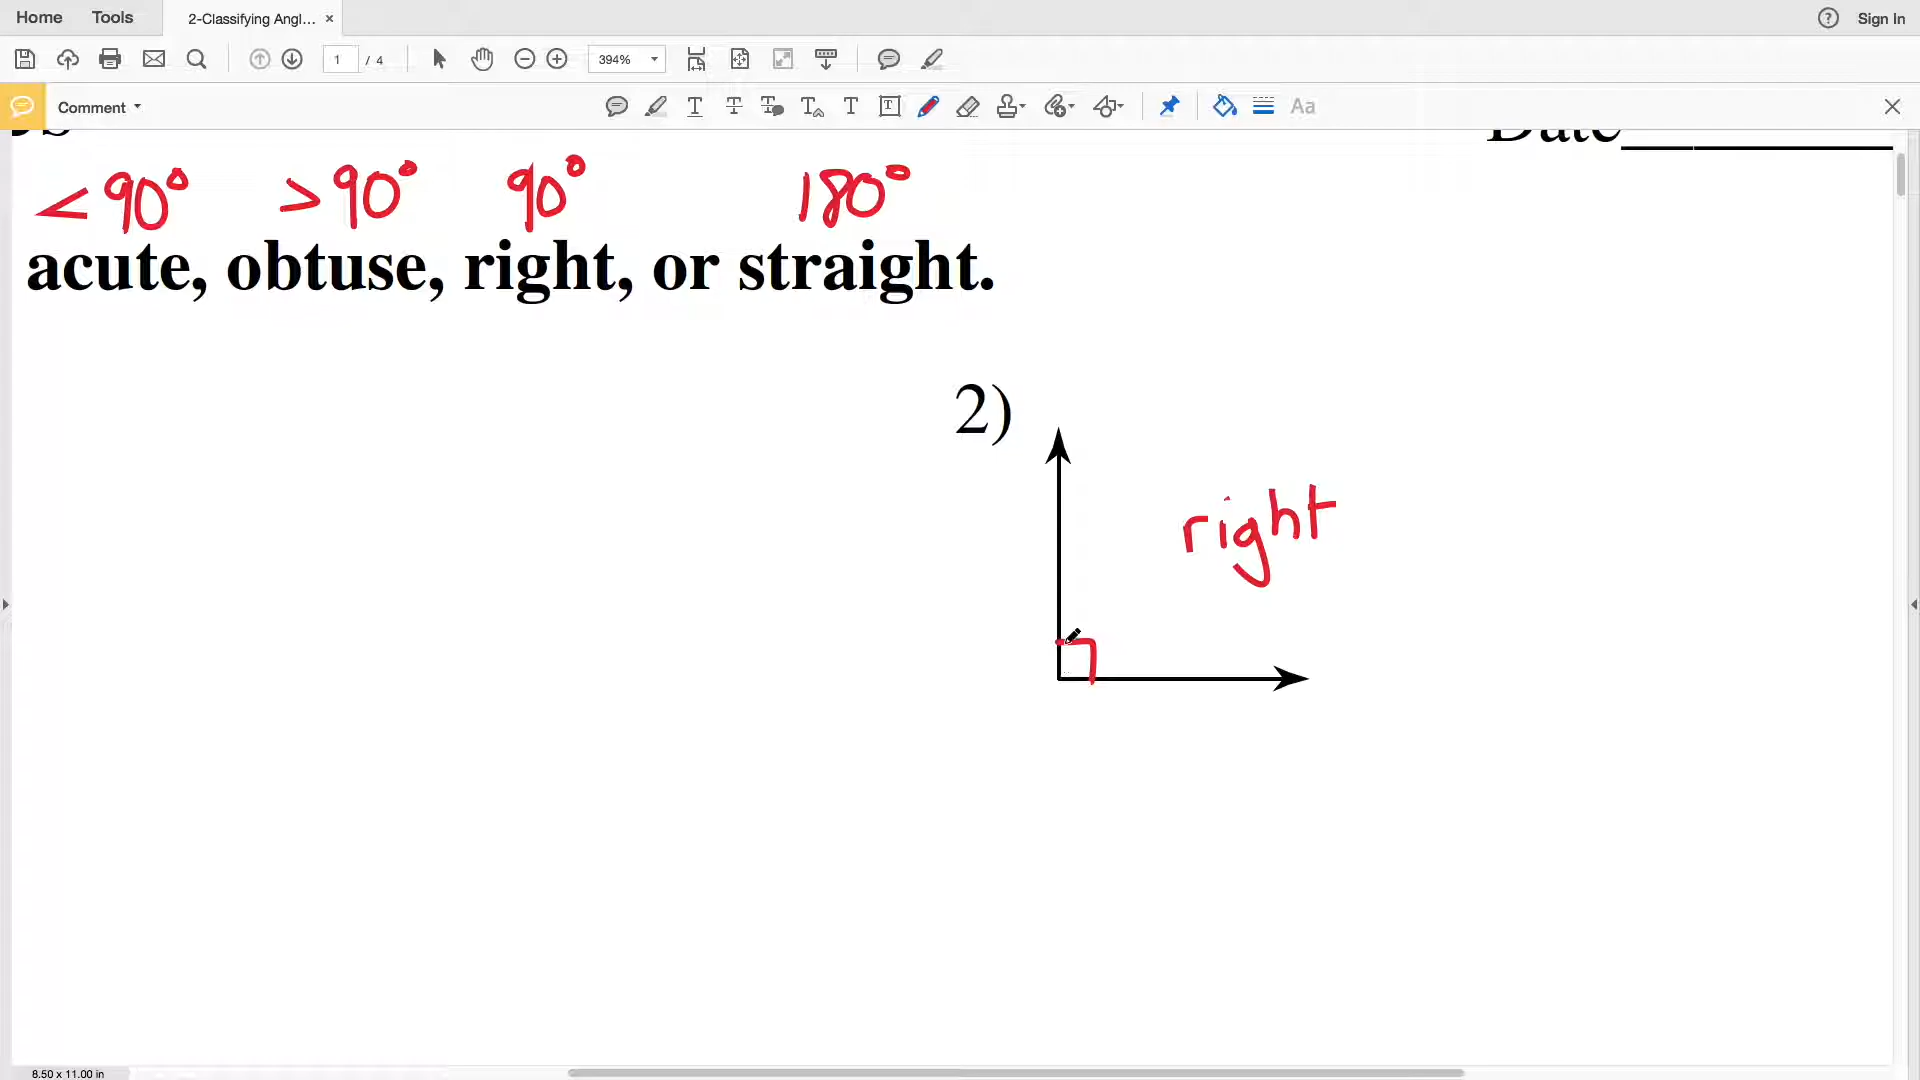 Home Tools 2-Classifying Angl... × ? Sign In
1 / 4 394%
Comment Aa
Date
<90° >90° 90° 180°
acute, obtuse, right, or straight.
2)
right
8.50 x 11.00 in